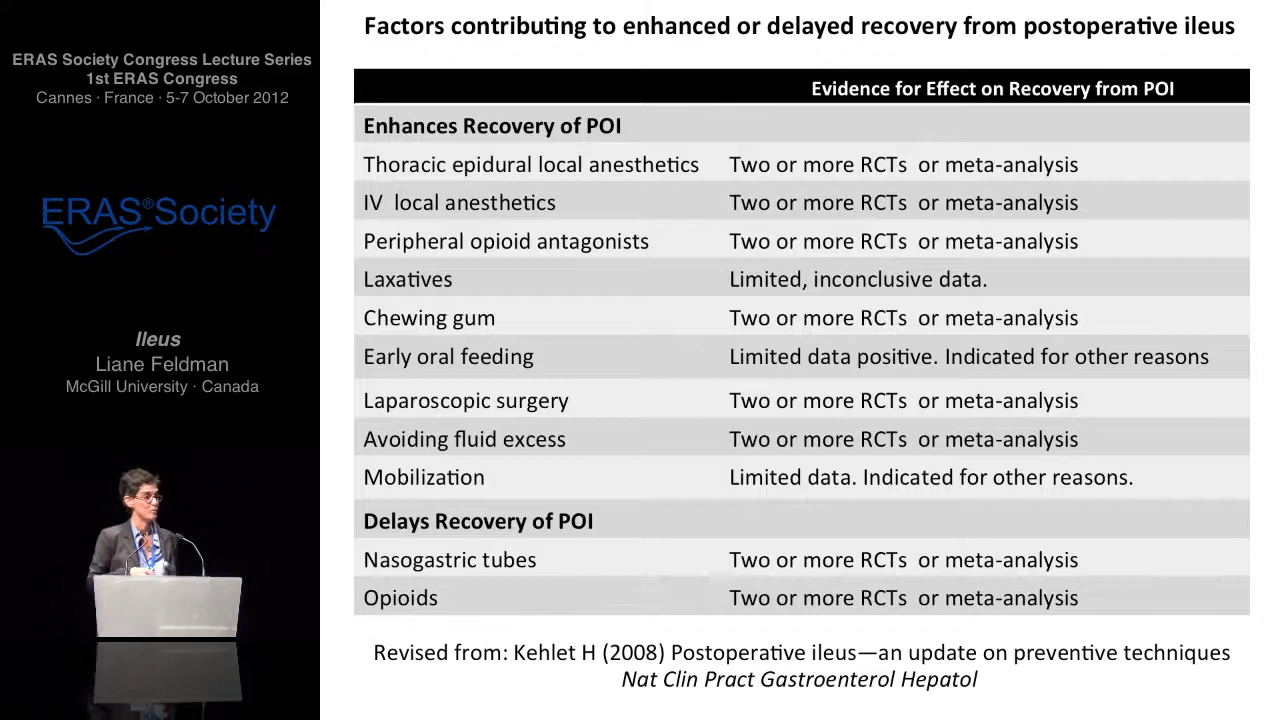 ERAS Society Congress Lecture Series
1st ERAS Congress
Cannes · France · 5-7 October 2012
ERAS®Society
Ileus
Liane Feldman
McGill University · Canada
Factors contributing to enhanced or delayed recovery from postoperative ileus
Evidence for Effect on Recovery from POI
Enhances Recovery of POI
Thoracic epidural local anesthetics Two or more RCTs or meta-analysis
IV local anesthetics Two or more RCTs or meta-analysis
Peripheral opioid antagonists Two or more RCTs or meta-analysis
Laxatives Limited, inconclusive data.
Chewing gum Two or more RCTs or meta-analysis
Early oral feeding Limited data positive. Indicated for other reasons
Laparoscopic surgery Two or more RCTs or meta-analysis
Avoiding fluid excess Two or more RCTs or meta-analysis
Mobilization Limited data. Indicated for other reasons.
Delays Recovery of POI
Nasogastric tubes Two or more RCTs or meta-analysis
Opioids Two or more RCTs or meta-analysis
Revised from: Kehlet H (2008) Postoperative ileus—an update on preventive techniques
Nat Clin Pract Gastroenterol Hepatol